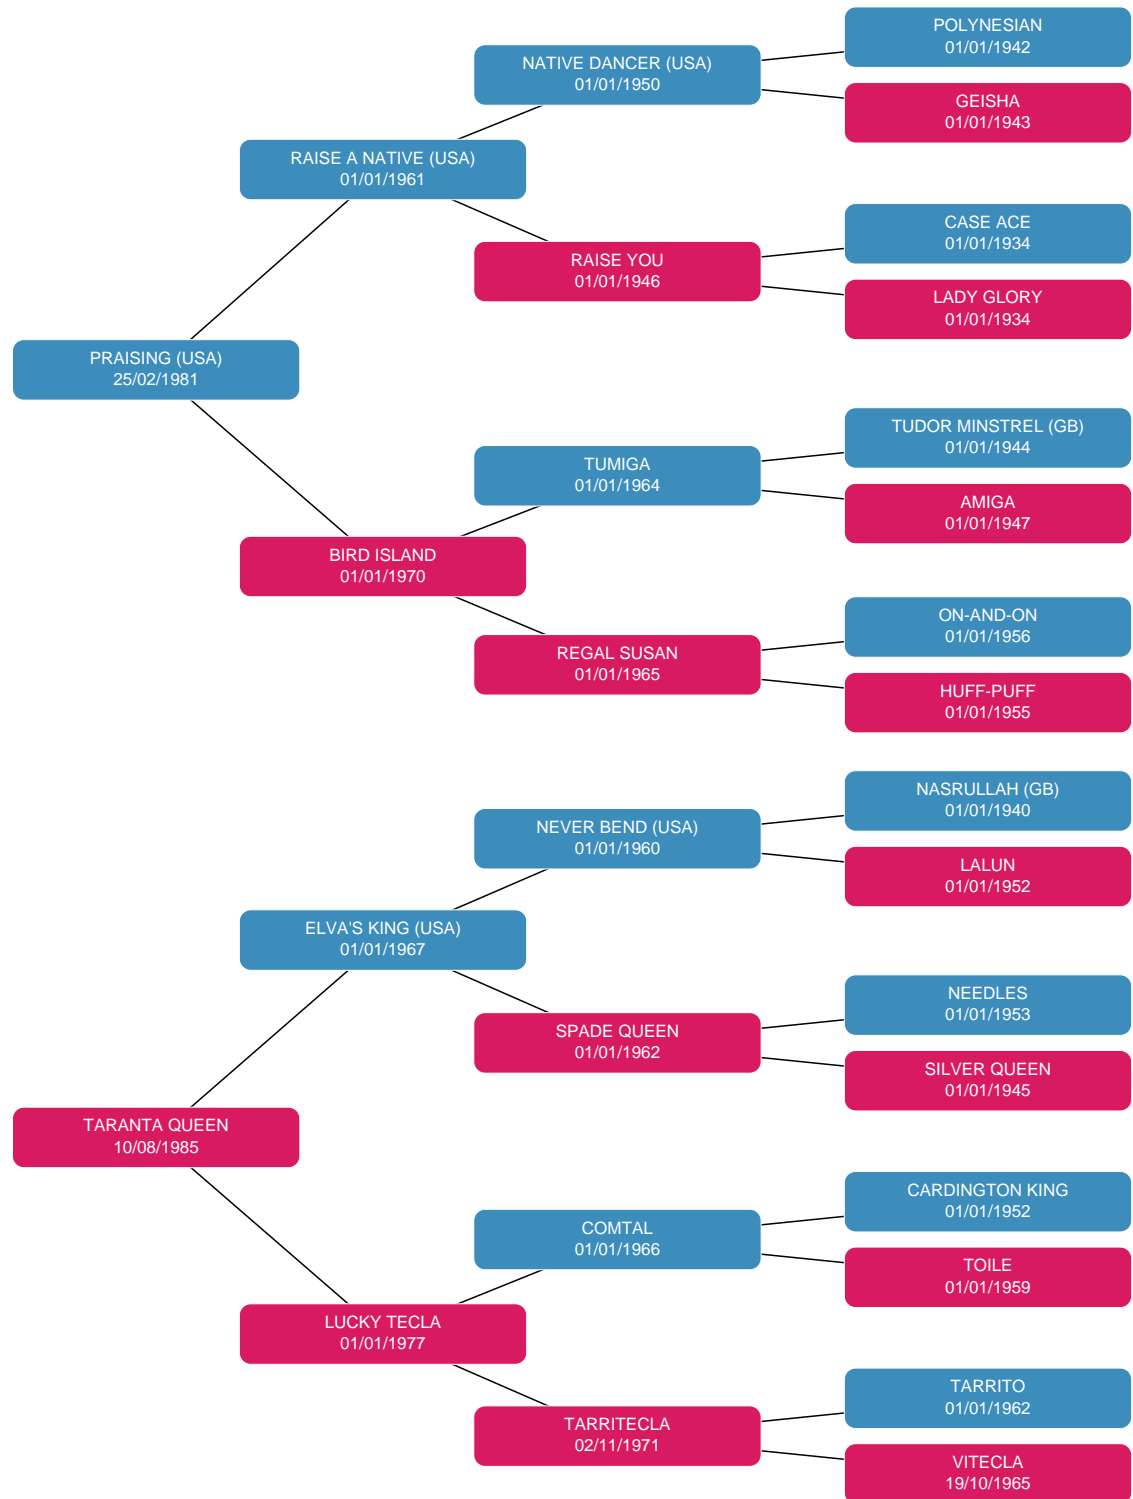 POLYNESIAN
01/01/1942
NATIVE DANCER (USA)
01/01/1950
GEISHA
01/01/1943
RAISE A NATIVE (USA)
01/01/1961
CASE ACE
01/01/1934
RAISE YOU
01/01/1946
LADY GLORY
01/01/1934
PRAISING (USA)
25/02/1981
TUDOR MINSTREL (GB)
01/01/1944
TUMIGA
01/01/1964
AMIGA
01/01/1947
BIRD ISLAND
01/01/1970
ON-AND-ON
01/01/1956
REGAL SUSAN
01/01/1965
HUFF-PUFF
01/01/1955
NASRULLAH (GB)
01/01/1940
NEVER BEND (USA)
01/01/1960
LALUN
01/01/1952
ELVA'S KING (USA)
01/01/1967
NEEDLES
01/01/1953
SPADE QUEEN
01/01/1962
SILVER QUEEN
01/01/1945
TARANTA QUEEN
10/08/1985
CARDINGTON KING
01/01/1952
COMTAL
01/01/1966
TOILE
01/01/1959
LUCKY TECLA
01/01/1977
TARRITO
01/01/1962
TARRITECLA
02/11/1971
VITECLA
19/10/1965